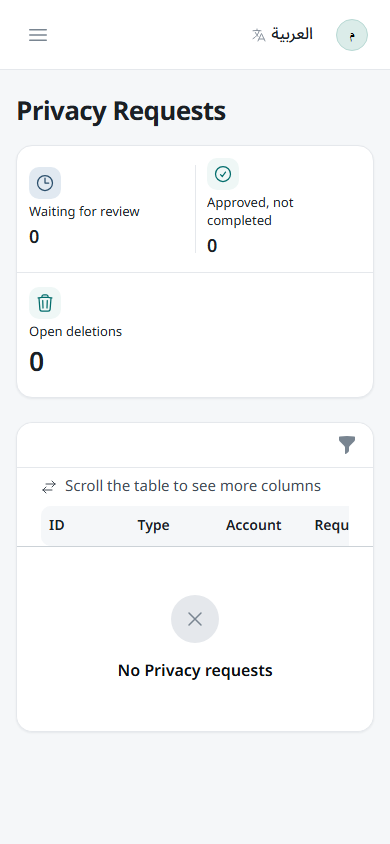 العربية
م
Privacy Requests
Waiting for review
0
Approved, not
completed
0
Open deletions
0
Scroll the table to see more columns
ID Type Account Requ
No Privacy requests